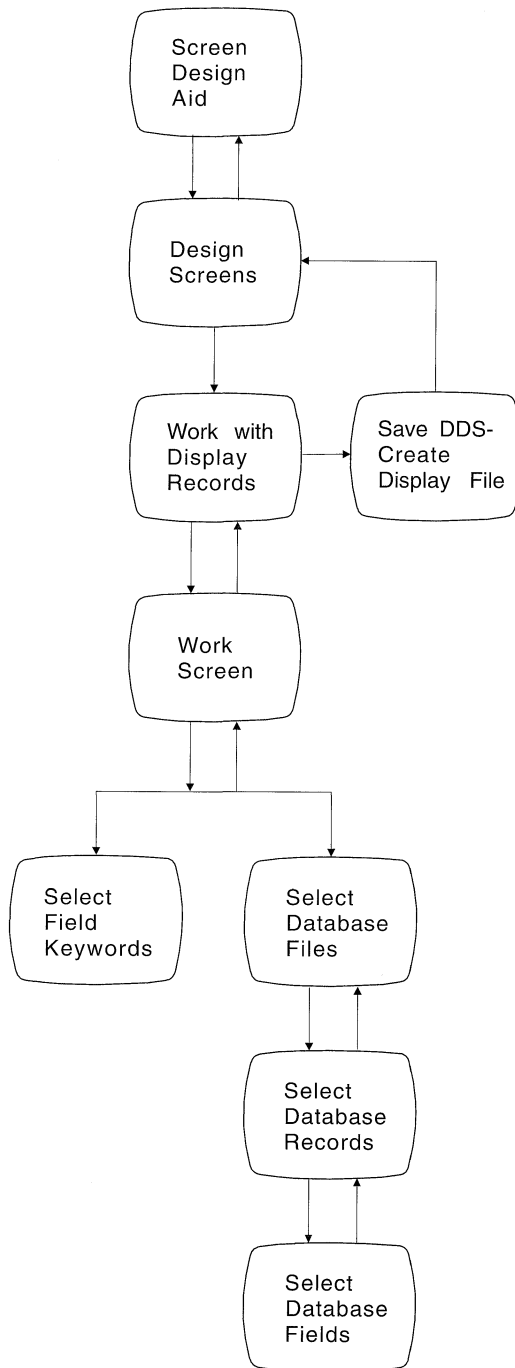 Screen
Design
Aid
Design
Screens
Work with
Display
Records
Save DDS-
Create
Display File
Work
Screen
Select
Field
Keywords
Select
Database
Files
Select
Database
Records
Select
Database
Fields